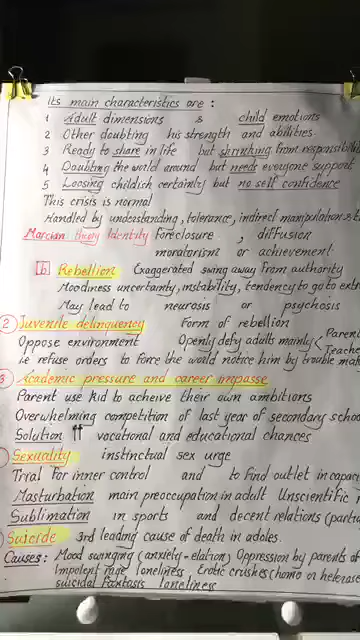 Its main characteristics are :
1 Adult dimensions & child emotions
2 Other doubting his strength and abilities
3 Ready to share in life but shrinking from responsibili
4 Doubting the world around but needs everyone support
5 Loosing childish certainty but no self confidence
This crisis is normal
Handled by understanding, tolerance, indirect manipulation &
Marcian theory Identity foreclosure , diffusion
moratorism or achievement
b Rebellion Exaggerated swing away from authority
Moodness uncertainty, instability, tendency to go to extr
May lead to neurosis or psychosis
2 Juvenile delinquency Form of rebellion
Oppose environment Openly defy adults mainly < Parent
Teache
ie refuse orders to force the world notice him by trouble mak
3 Academic pressure and career impasse
Parent use kid to acheive their own ambitions
Overwhelming competition of last year of secondary schoo
Solution ⇈ vocational and educational chances
Sexuality instinctual sex urge
Trial for inner control and to find outlet incapac
Masturbation main preoccupation in adult Unscientific
Sublimation in sports and decent relations (partic
Suicide 3rd leading cause of death in adoles.
Causes: Mood swinging (anxiety-elation) Oppression by parents of
Impotent rage loneliness. Erotic crushes (homo or heteros
suicidal fantasis loneliness